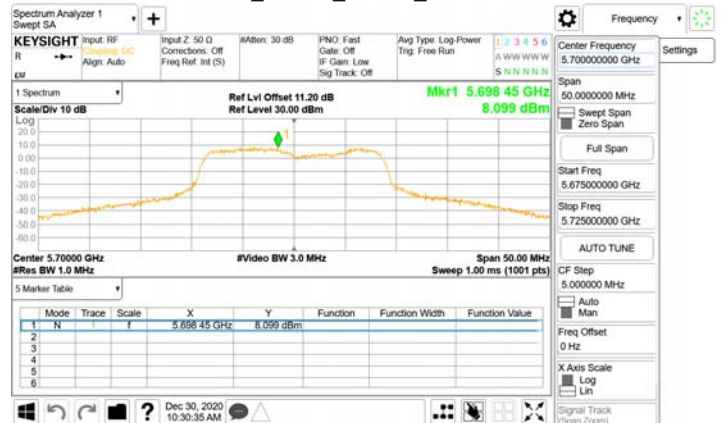 Spectrum Analyzer 1
Swept SA
Frequency
KEYSIGHT
Input: RF
Coupling: DC
Align: Auto
Input Z: 50 Ω
Corrections: Off
Freq Ref: Int (S)
#Atten: 30 dB
PNO: Fast
Gate: Off
IF Gain: Low
Sig Track: Off
Avg Type: Log-Power
Trig: Free Run
1 2 3 4 5 6
A W W W W W
S N N N N N
R
LXI
Center Frequency
5.700000000 GHz
Settings
Span
50.0000000 MHz
Swept Span
Zero Span
Full Span
Start Freq
5.675000000 GHz
Stop Freq
5.725000000 GHz
AUTO TUNE
CF Step
5.000000 MHz
Auto
Man
Freq Offset
0 Hz
X Axis Scale
Log
Lin
Signal Track
(Span Zoom)
1 Spectrum
Scale/Div 10 dB
Ref Lvl Offset 11.20 dB
Ref Level 30.00 dBm
Mkr1 5.698 45 GHz
8.099 dBm
Log
20.0
10.0
0.00
-10.0
-20.0
-30.0
-40.0
-50.0
-60.0
1
Center 5.70000 GHz
#Res BW 1.0 MHz
#Video BW 3.0 MHz
Span 50.00 MHz
Sweep 1.00 ms (1001 pts)
5 Marker Table
Mode Trace Scale X Y Function Function Width Function Value
1 N 1 f 5.698 45 GHz 8.099 dBm
2
3
4
5
6
?
Dec 30, 2020
10:30:35 AM